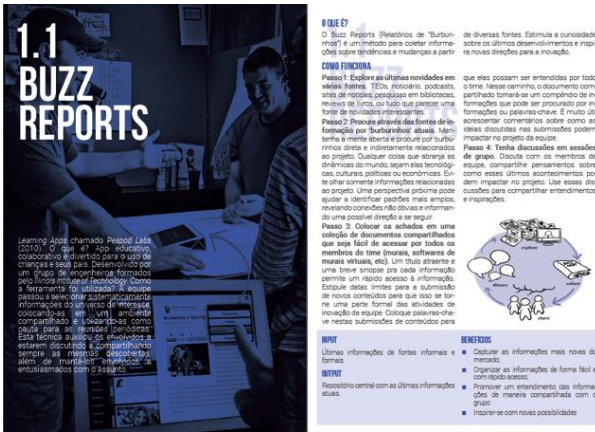 1.1
BUZZ
REPORTS
Learning Apps chamado Peapod Labs
(2010). O que é? App educativo,
colaborativo e divertido para o uso de
crianças e seus pais. Desenvolvido por
um grupo de engenheiros formados
pelo Illinois Institute of Technology. Como
a ferramenta foi utilizada? A equipe
passou a selecionar sistematicamente
informações do universo de interesse,
colocando-as em um ambiente
compartilhado e utilizando-as como
pauta para as reuniões periódicas.
Esta técnica auxiliou os envolvidos a
estarem discutindo e compartilhando
sempre as mesmas descobertas,
além de mantê-los envolvidos e
entusiasmados com o assunto.
O QUE É?
O Buzz Reports (Relatórios de "Burburi-
nhos") é um método para coletar informa-
ções sobre tendências e mudanças a partir
de diversas fontes. Estimula a curiosidade
sobre os últimos desenvolvimentos e inspi-
ra novas direções para a inovação.
COMO FUNCIONA
Passo 1: Explore as últimas novidades em
várias fontes. TEDs, noticiário, podcasts,
sites de notícias, pesquisas em bibliotecas,
reviews de livros, ou tudo que parecer uma
fonte de novidades interessantes.
Passo 2: Procure através das fontes de in-
formação por 'burburinhos' atuais. Man-
tenha a mente aberta e procure por burbu-
rinhos direta e indiretamente relacionados
ao projeto. Qualquer coisa que abranja as
dinâmicas do mundo, sejam elas tecnológi-
cas, culturais, políticas ou econômicas. Evi-
te olhar somente informações relacionadas
ao projeto. Uma perspectiva próxima pode
ajudar a identificar padrões mais amplos,
revelando conexões não óbvias e informan-
do uma possível direção a se seguir.
Passo 3: Colocar os achados em uma
coleção de documentos compartilhados
que seja fácil de acessar por todos os
membros do time (murais, softwares de
murais virtuais, etc). Um título atraente e
uma breve sinopse pra cada informação
permite um rápido acesso à informação.
Estipule datas limites para a submissão
de novos conteúdos para que isso se tor-
ne uma parte formal das atividades de
inovação da equipe. Coloque palavras-cha-
ve nestas submissões de conteúdos para
que elas possam ser entendidas por todo
o time. Nesse caminho, o documento com-
partilhado tornará-se um compêndio de in-
formações que pode ser procurado por in-
formações ou palavras-chave. É muito útil
acrescentar comentários sobre como as
ideias discutidas nas submissões podem
impactar no projeto da equipe.
Passo 4: Tenha discussões em sessões
de grupo. Discuta com os membros da
equipe, compartilhe pensamentos sobre
como esses últimos acontecimentos po-
dem impactar no projeto. Use essas dis-
cussões para compartilhar entendimentos
e inspirações.
explore
share
INPUT
Últimas informações de fontes informais e
formais.
OUTPUT
Repositório central com as últimas informações
atuais.
BENEFÍCIOS
Capturar as informações mais novas do
mercado;
Organizar as informações de forma fácil e
com rápido acesso;
Promover um entendimento das informa-
ções de maneira compartilhada com o
grupo
Inspirar-se com novas possibilidades